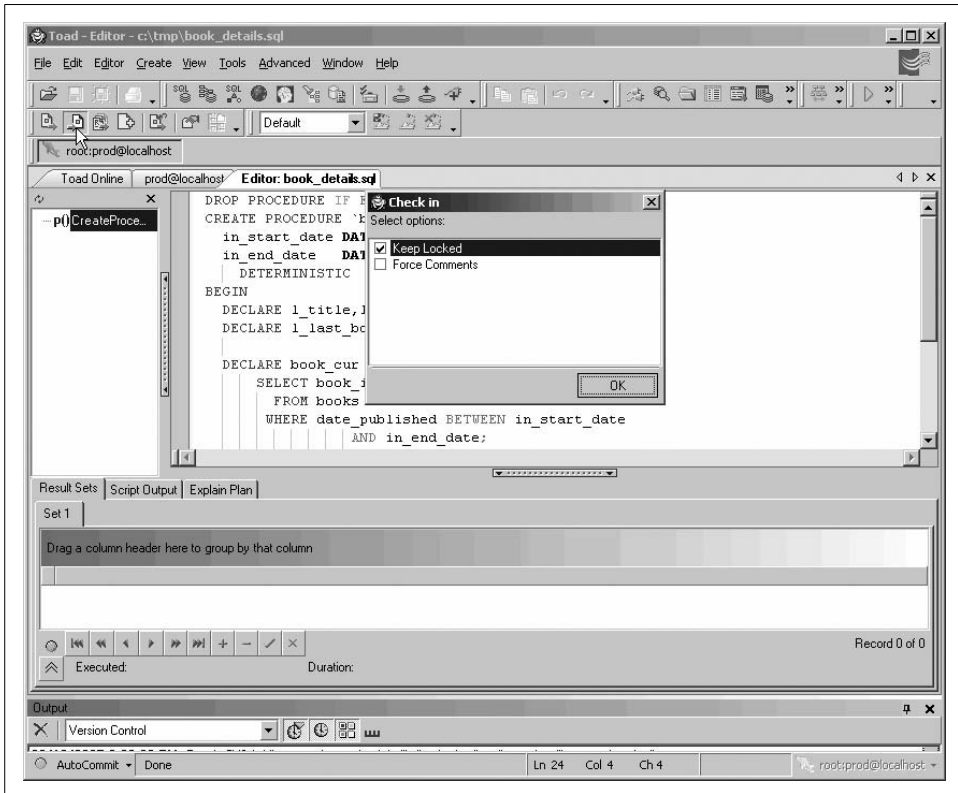 Toad - Editor - c:\tmp\book_details.sql
File Edit Editor Create View Tools Advanced Window Help
SQL SQL
Default
root:prod@localhost
Toad Online prod@localhost Editor: book_details.sql
p() CreateProce...
DROP PROCEDURE IF
CREATE PROCEDURE `b
in_start_date DAT
in_end_date DAT
DETERMINISTIC
BEGIN
DECLARE l_title,l
DECLARE l_last_bo
DECLARE book_cur
SELECT book_i
FROM books
WHERE date_published BETWEEN in_start_date
AND in_end_date;
Check in
Select options:
Keep Locked
Force Comments
OK
Result Sets Script Output Explain Plan
Set 1
Drag a column header here to group by that column
Record 0 of 0
Executed: Duration:
Output
Version Control
AutoCommit Done Ln 24 Col 4 Ch 4 root:prod@localhost